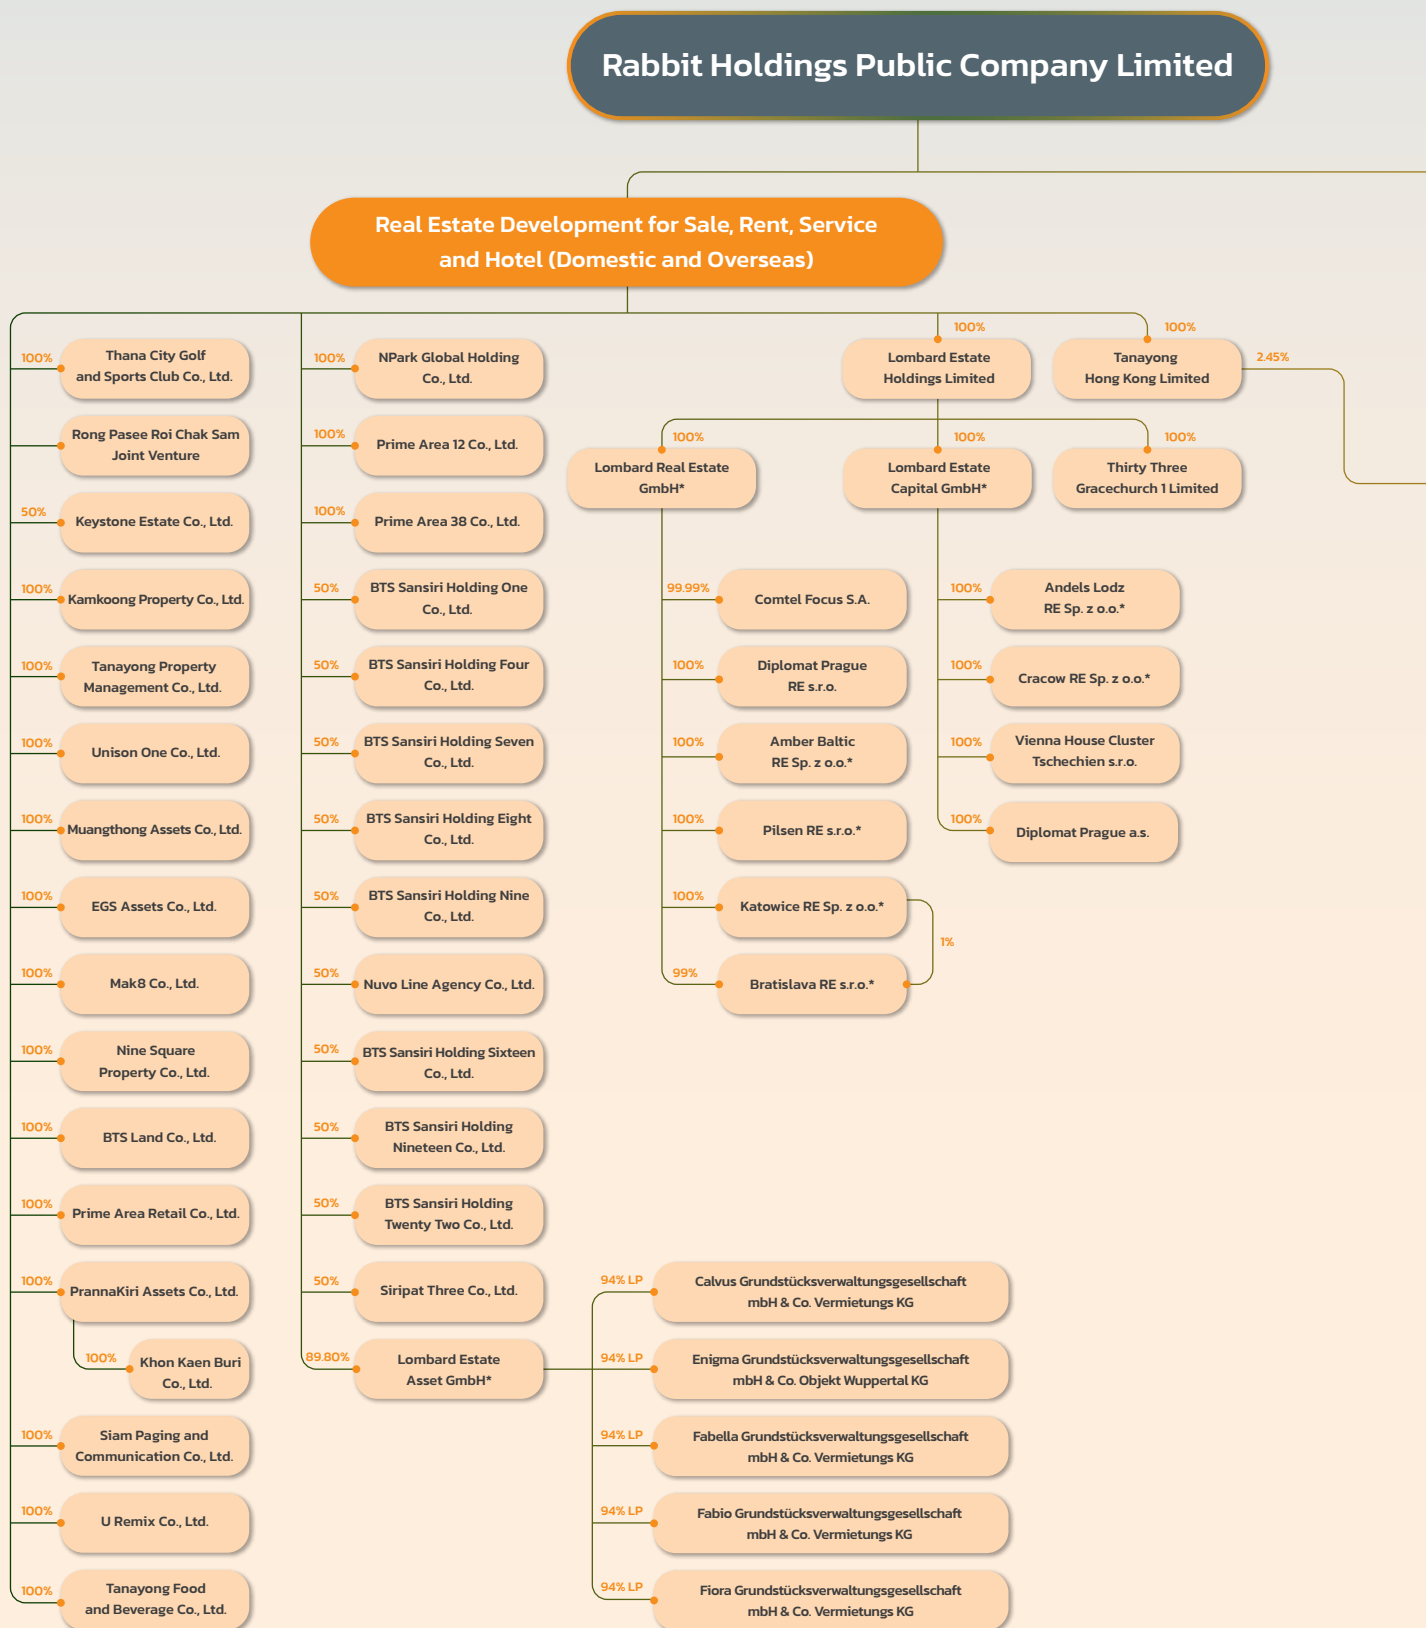 Rabbit Holdings Public Company Limited
Real Estate Development for Sale, Rent, Service
and Hotel (Domestic and Overseas)
100%
Thana City Golf
and Sports Club Co., Ltd.
Rong Pasee Roi Chak Sam
Joint Venture
50%
Keystone Estate Co., Ltd.
100%
Kamkoong Property Co., Ltd.
100%
Tanayong Property
Management Co., Ltd.
100%
Unison One Co., Ltd.
100%
Muangthong Assets Co., Ltd.
100%
EGS Assets Co., Ltd.
100%
Mak8 Co., Ltd.
100%
Nine Square
Property Co., Ltd.
100%
BTS Land Co., Ltd.
100%
Prime Area Retail Co., Ltd.
100%
PrannaKiri Assets Co., Ltd.
100%
Khon Kaen Buri
Co., Ltd.
100%
Siam Paging and
Communication Co., Ltd.
100%
U Remix Co., Ltd.
100%
Tanayong Food
and Beverage Co., Ltd.
100%
NPark Global Holding
Co., Ltd.
100%
Prime Area 12 Co., Ltd.
100%
Prime Area 38 Co., Ltd.
50%
BTS Sansiri Holding One
Co., Ltd.
50%
BTS Sansiri Holding Four
Co., Ltd.
50%
BTS Sansiri Holding Seven
Co., Ltd.
50%
BTS Sansiri Holding Eight
Co., Ltd.
50%
BTS Sansiri Holding Nine
Co., Ltd.
50%
Nuvo Line Agency Co., Ltd.
50%
BTS Sansiri Holding Sixteen
Co., Ltd.
50%
BTS Sansiri Holding
Nineteen Co., Ltd.
50%
BTS Sansiri Holding
Twenty Two Co., Ltd.
50%
Siripat Three Co., Ltd.
89.80%
Lombard Estate
Asset GmbH*
94% LP
Calvus Grundstücksverwaltungsgesellschaft
mbH & Co. Vermietungs KG
94% LP
Enigma Grundstücksverwaltungsgesellschaft
mbH & Co. Objekt Wuppertal KG
94% LP
Fabella Grundstücksverwaltungsgesellschaft
mbH & Co. Vermietungs KG
94% LP
Fabio Grundstücksverwaltungsgesellschaft
mbH & Co. Vermietungs KG
94% LP
Fiora Grundstücksverwaltungsgesellschaft
mbH & Co. Vermietungs KG
100%
Lombard Estate
Holdings Limited
100%
Tanayong
Hong Kong Limited
2.45%
100%
Lombard Real Estate
GmbH*
100%
Lombard Estate
Capital GmbH*
100%
Thirty Three
Gracechurch 1 Limited
99.99%
Comtel Focus S.A.
100%
Diplomat Prague
RE s.r.o.
100%
Amber Baltic
RE Sp. z o.o.*
100%
Pilsen RE s.r.o.*
100%
Katowice RE Sp. z o.o.*
1%
99%
Bratislava RE s.r.o.*
100%
Andels Lodz
RE Sp. z o.o.*
100%
Cracow RE Sp. z o.o.*
100%
Vienna House Cluster
Tschechien s.r.o.
100%
Diplomat Prague a.s.